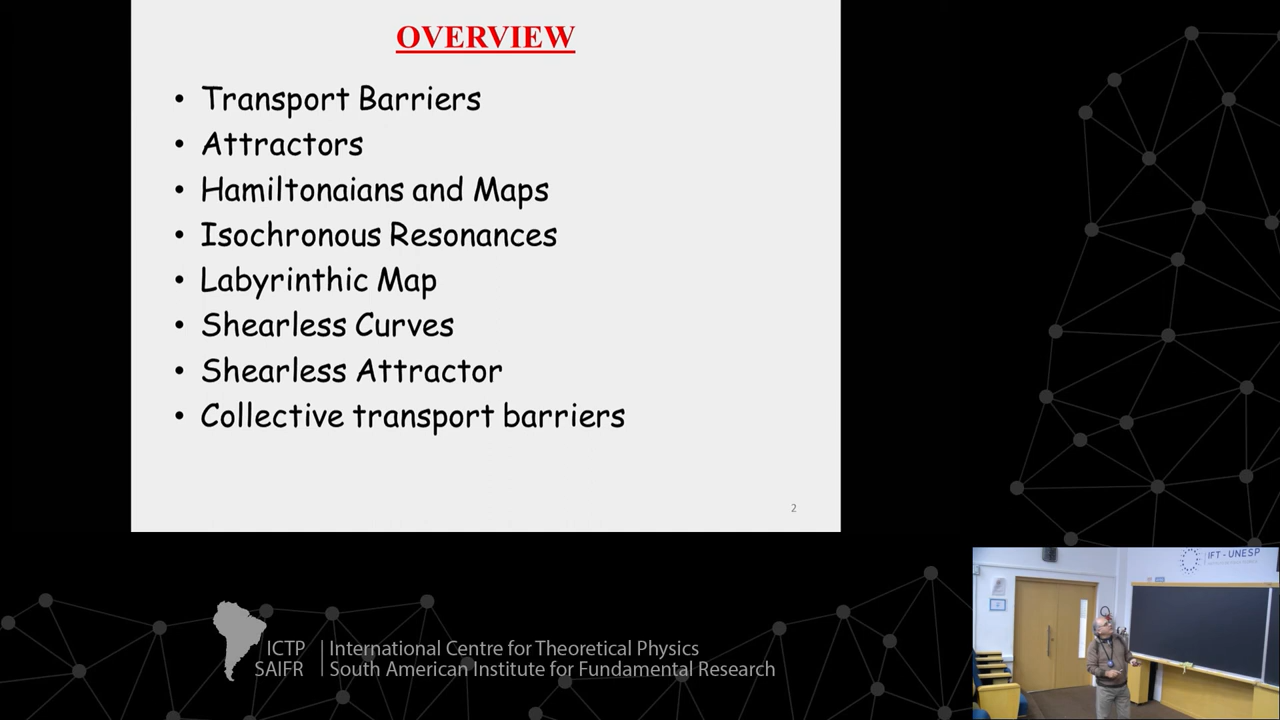 OVERVIEW
• Transport Barriers
• Attractors
• Hamiltonaians and Maps
• Isochronous Resonances
• Labyrinthic Map
• Shearless Curves
• Shearless Attractor
• Collective transport barriers
2
IFT - UNESP
ICTP | International Centre for Theoretical Physics
SAIFR | South American Institute for Fundamental Research